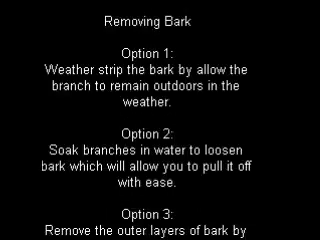 Removing Bark
Option 1:
Weather strip the bark by allow the
branch to remain outdoors in the
weather.
Option 2:
Soak branches in water to loosen
bark which will allow you to pull it off
with ease.
Option 3:
Remove the outer layers of bark by